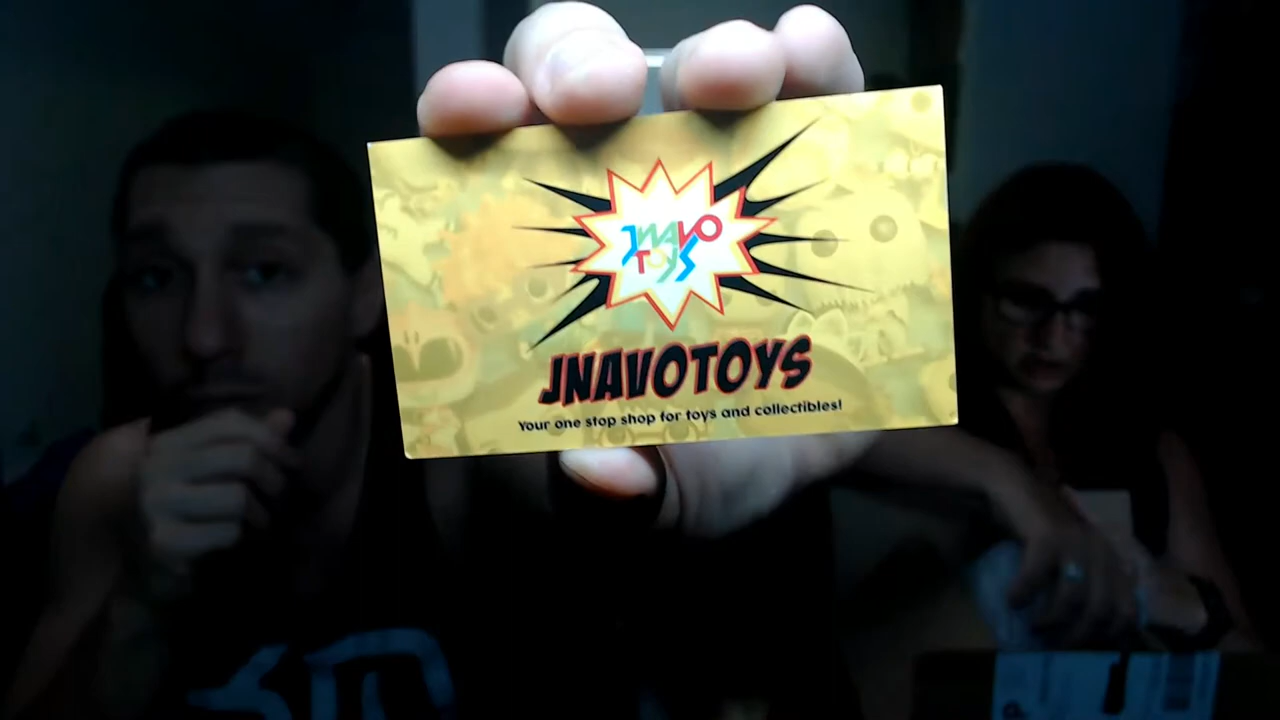 JNAVO
TOYS
JNAVOTOYS
Your one stop shop for toys and collectibles!